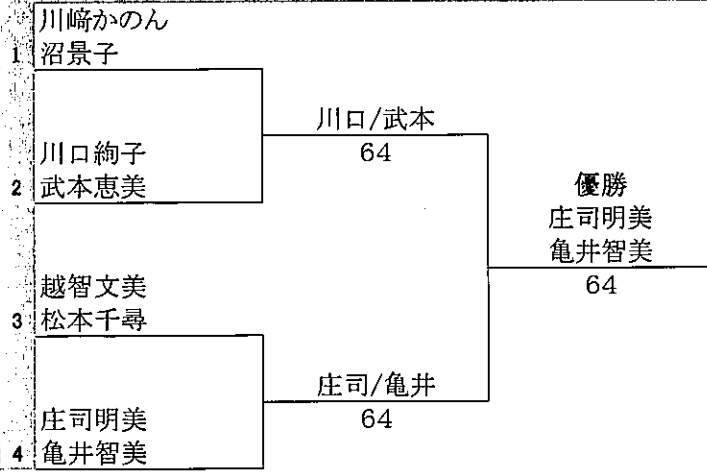 川﨑かのん
1 沼景子
川口/武本
64
川口絢子
2 武本恵美
優勝
庄司明美
亀井智美
64
越智文美
3 松本千尋
庄司/亀井
64
庄司明美
4 亀井智美